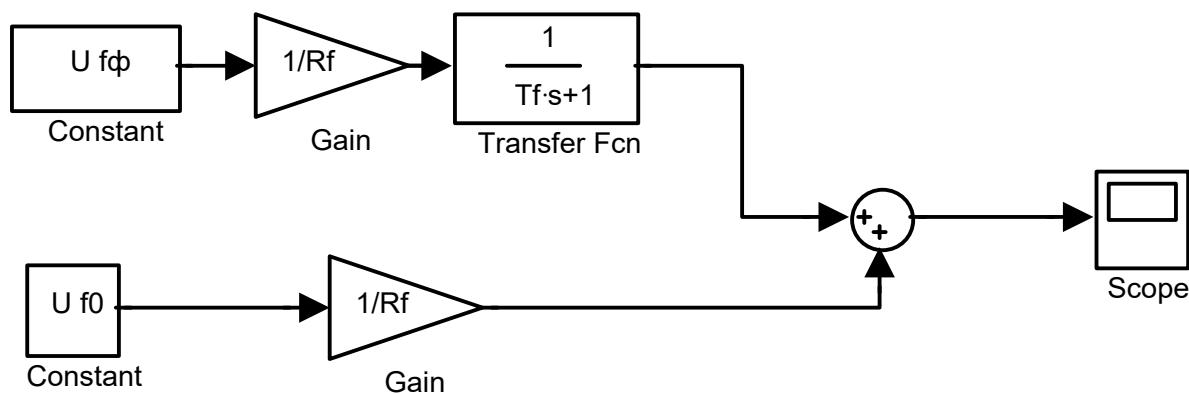 U fф
Constant
1/Rf
Gain
1
Tf·s+1
Transfer Fcn
+
+
Scope
U f0
Constant
1/Rf
Gain